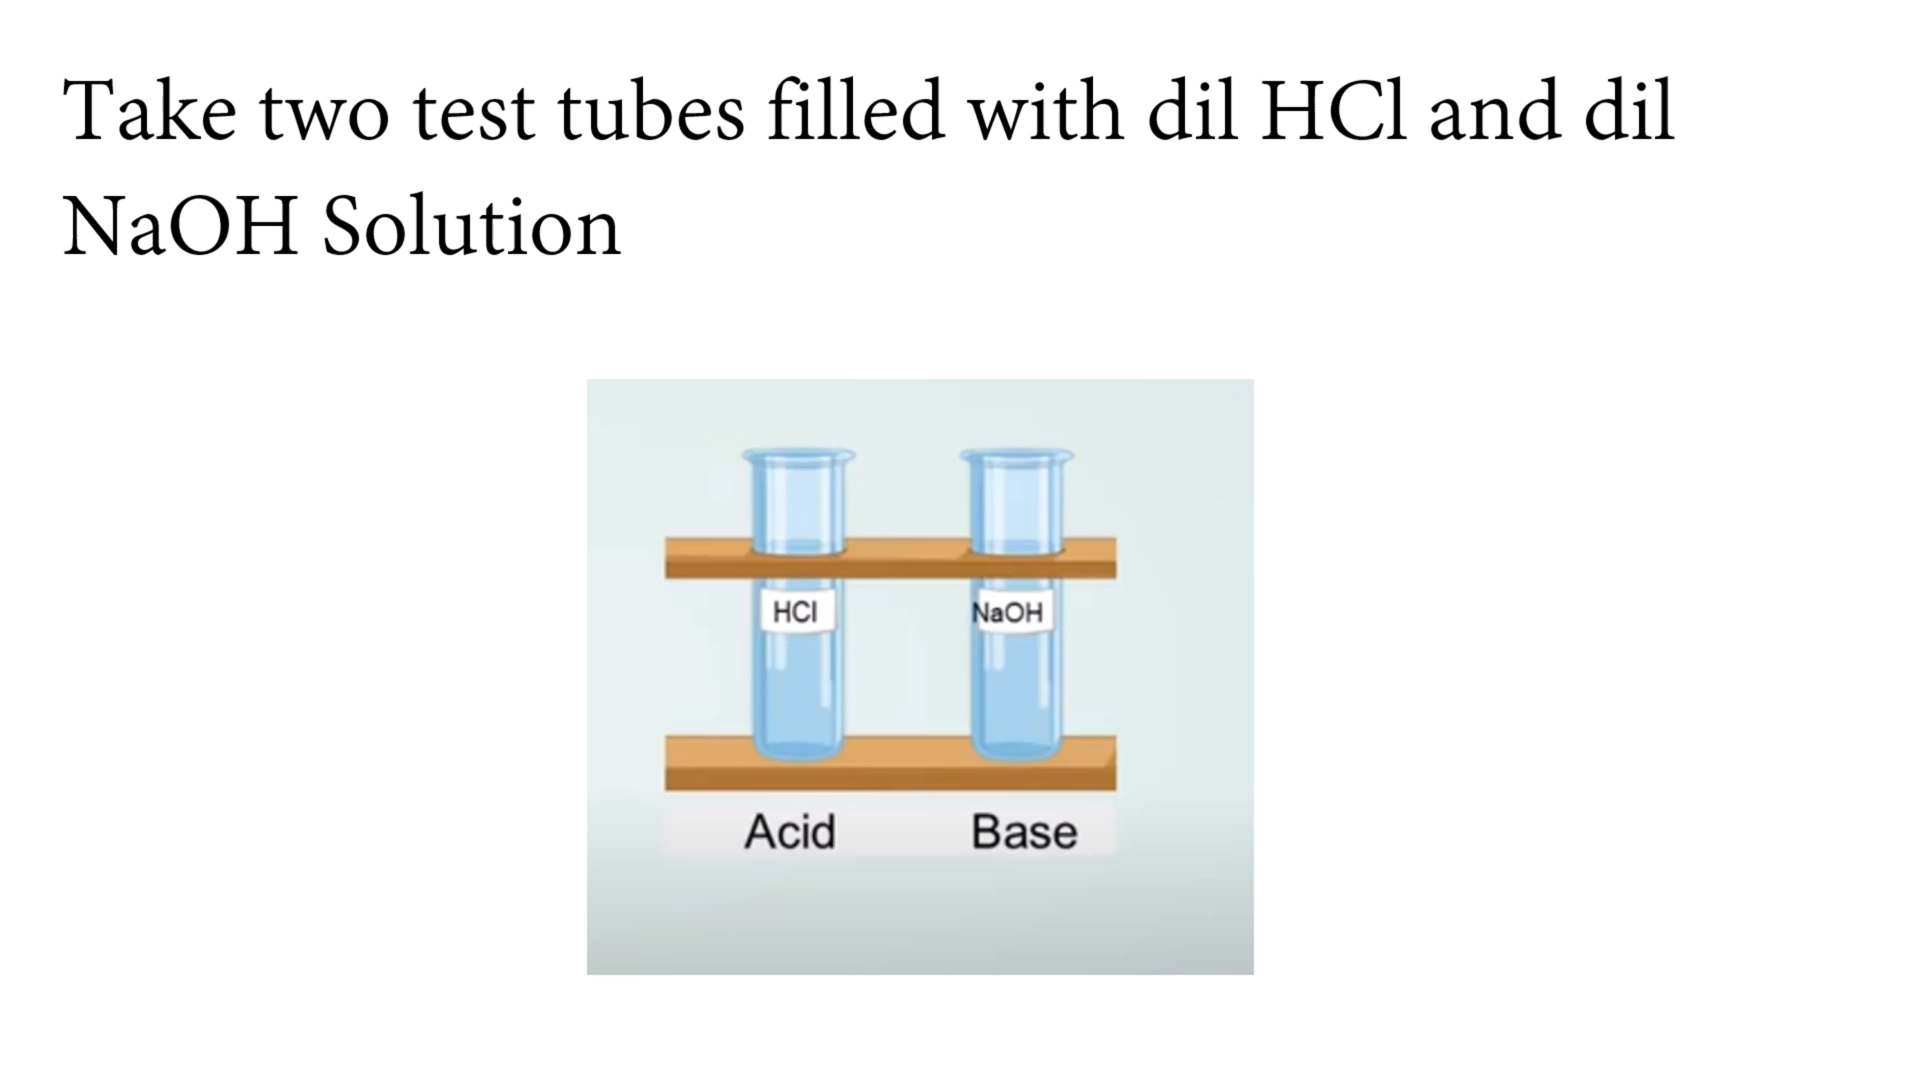 Take two test tubes filled with dil HCl and dil
NaOH Solution
HCl
NaOH
Acid
Base